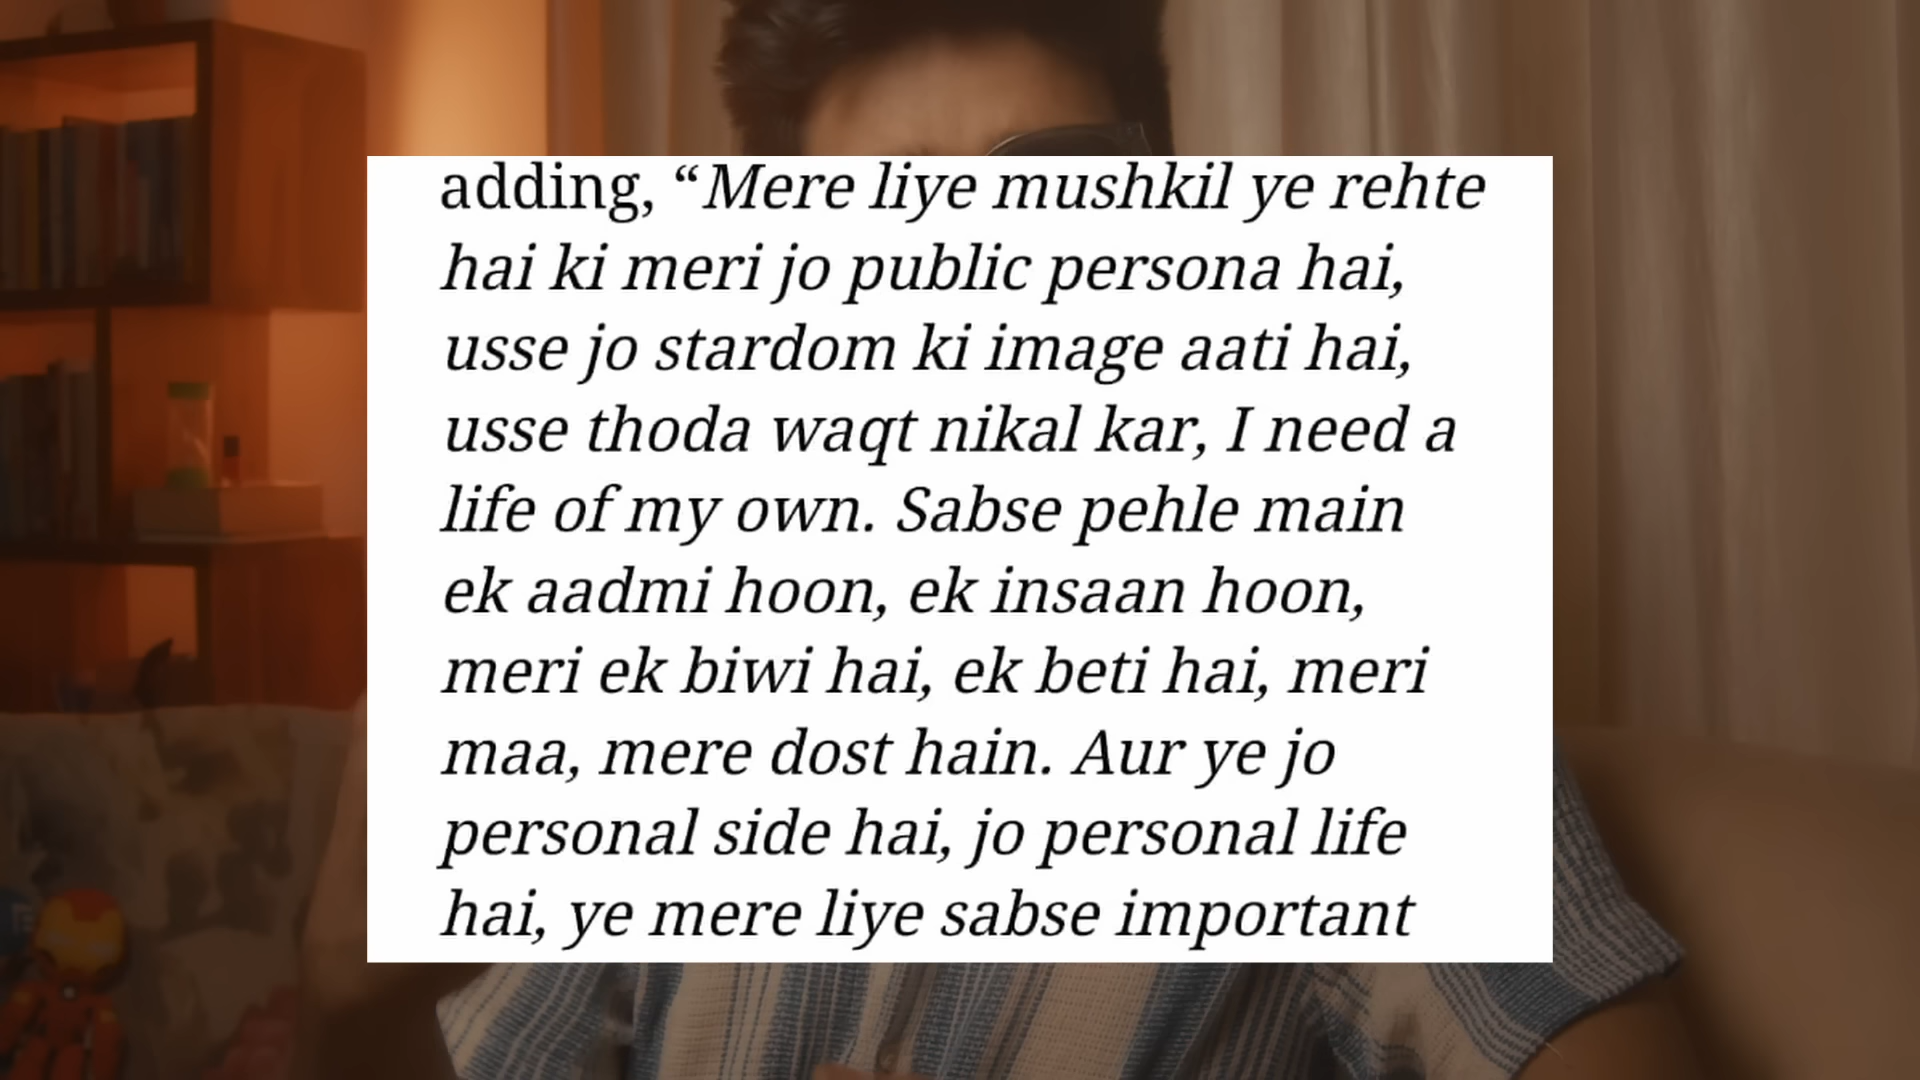 adding, “Mere liye mushkil ye rehte
hai ki meri jo public persona hai,
usse jo stardom ki image aati hai,
usse thoda waqt nikal kar, I need a
life of my own. Sabse pehle main
ek aadmi hoon, ek insaan hoon,
meri ek biwi hai, ek beti hai, meri
maa, mere dost hain. Aur ye jo
personal side hai, jo personal life
hai, ye mere liye sabse important